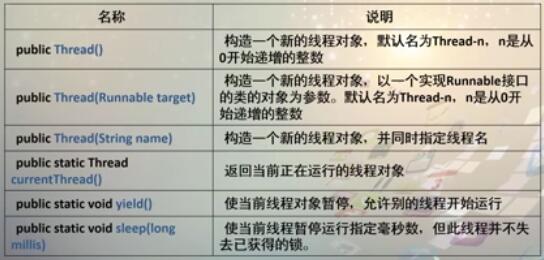 名称 说明
public Thread() 构造一个新的线程对象，默认名为Thread-n，n是从
0开始递增的整数
public Thread(Runnable target) 构造一个新的线程对象，以一个实现Runnable接口
的类的对象为参数。默认名为Thread-n，n是从0开
始递增的整数
public Thread(String name) 构造一个新的线程对象，并同时指定线程名
public static Thread
currentThread() 返回当前正在运行的线程对象
public static void yield() 使当前线程对象暂停，允许别的线程开始运行
public static void sleep(long
millis) 使当前线程暂停运行指定毫秒数，但此线程并不失
去已获得的锁。